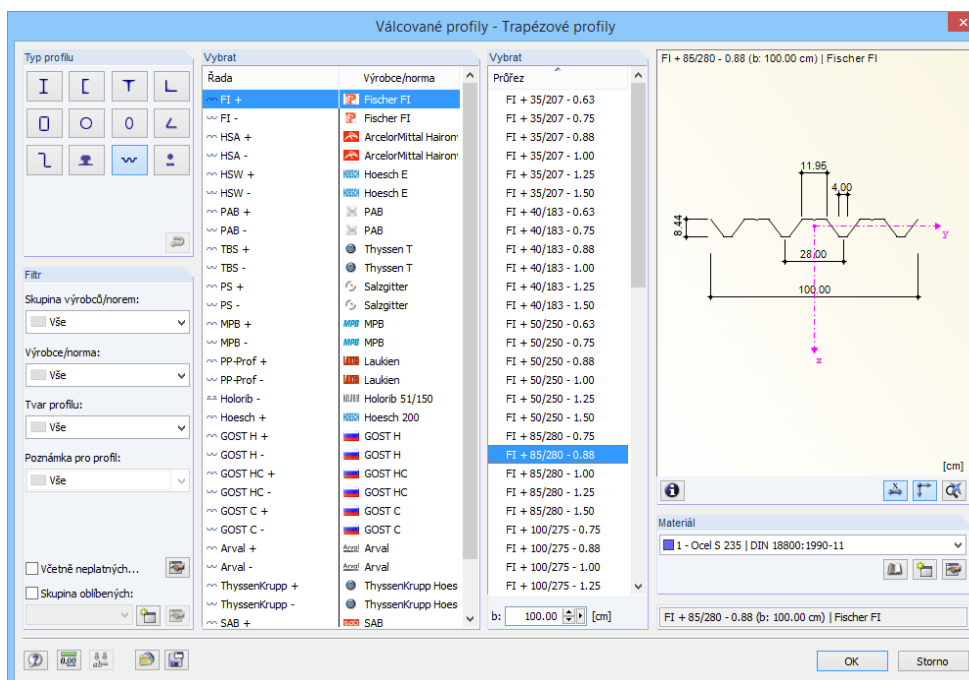 Válcované profily - Trapézové profily
Typ profilu
Filtr
Skupina výrobců/norem:
Vše
Výrobce/norma:
Vše
Tvar profilu:
Vše
Poznámka pro profil:
Vše
Včetně neplatných...
Skupina oblíbených:
Vybrat
Řada Výrobce/norma
FI + Fischer FI
FI - Fischer FI
HSA + ArcelorMittal Haironv
HSA - ArcelorMittal Haironv
HSW + Hoesch E
HSW - Hoesch E
PAB + PAB
PAB - PAB
TBS + Thyssen T
TBS - Thyssen T
PS + Salzgitter
PS - Salzgitter
MPB + MPB MPB
MPB - MPB MPB
PP-Prof + Laukien
PP-Prof - Laukien
Holorib - Holorib 51/150
Hoesch + Hoesch 200
GOST H + GOST H
GOST H - GOST H
GOST HC + GOST HC
GOST HC - GOST HC
GOST C + GOST C
GOST C - GOST C
Arval + Arval Arval
Arval - Arval Arval
ThyssenKrupp + ThyssenKrupp Hoes
ThyssenKrupp - ThyssenKrupp Hoes
SAB + SAB
Vybrat
Průřez
FI + 35/207 - 0.63
FI + 35/207 - 0.75
FI + 35/207 - 0.88
FI + 35/207 - 1.00
FI + 35/207 - 1.25
FI + 35/207 - 1.50
FI + 40/183 - 0.63
FI + 40/183 - 0.75
FI + 40/183 - 0.88
FI + 40/183 - 1.00
FI + 40/183 - 1.25
FI + 40/183 - 1.50
FI + 50/250 - 0.63
FI + 50/250 - 0.75
FI + 50/250 - 0.88
FI + 50/250 - 1.00
FI + 50/250 - 1.25
FI + 50/250 - 1.50
FI + 85/280 - 0.75
FI + 85/280 - 0.88
FI + 85/280 - 1.00
FI + 85/280 - 1.25
FI + 85/280 - 1.50
FI + 100/275 - 0.75
FI + 100/275 - 0.88
FI + 100/275 - 1.00
FI + 100/275 - 1.25
b: 100.00 [cm]
FI + 85/280 - 0.88 (b: 100.00 cm) | Fischer FI
11.95
4.00
8.44
y
28.00
100.00
z
[cm]
Materiál
1 - Ocel S 235 | DIN 18800:1990-11
FI + 85/280 - 0.88 (b: 100.00 cm) | Fischer FI
0,00
OK
Storno